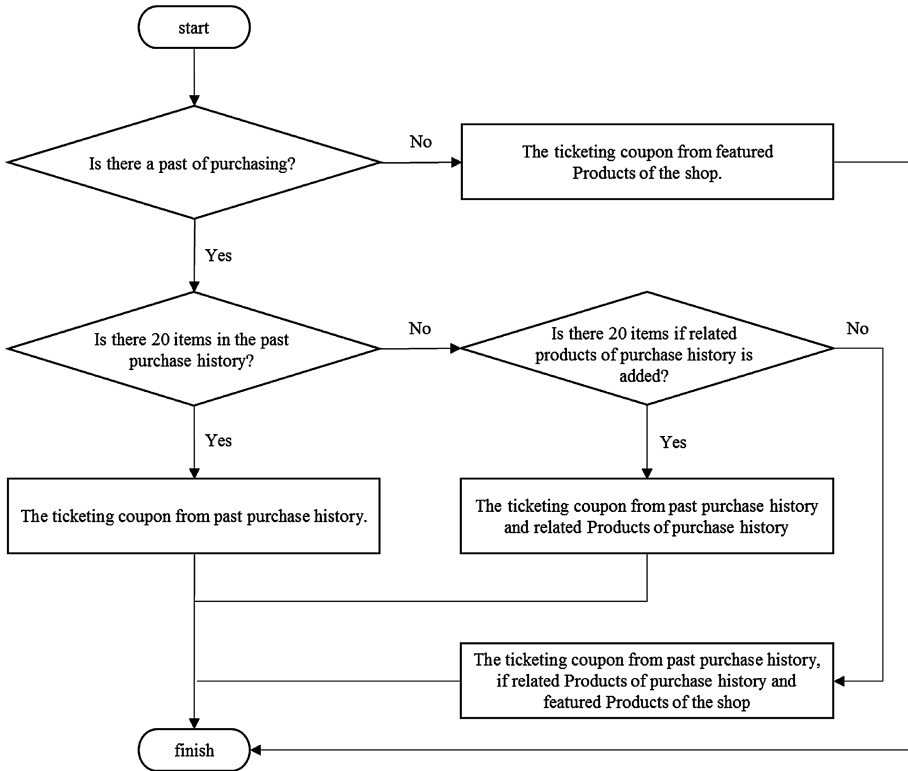 start
Is there a past of purchasing?
No
The ticketing coupon from featured
Products of the shop.
Yes
Is there 20 items in the past
purchase history?
No
Is there 20 items if related
products of purchase history is
added?
No
Yes
Yes
The ticketing coupon from past purchase history.
The ticketing coupon from past purchase history
and related Products of purchase history
The ticketing coupon from past purchase history,
if related Products of purchase history and
featured Products of the shop
finish